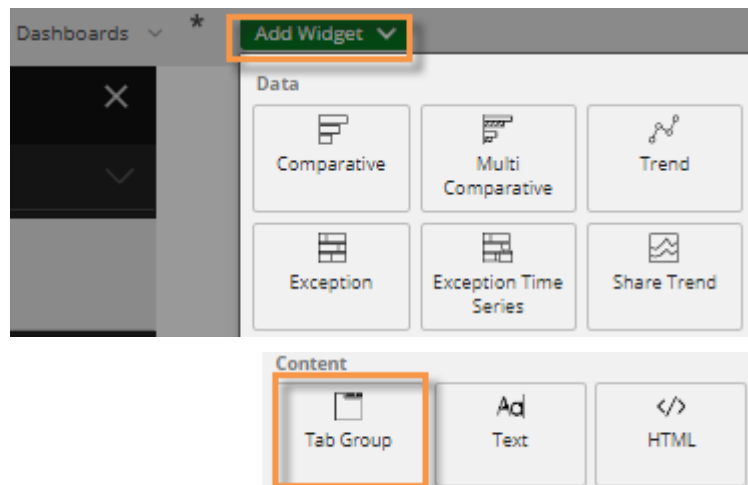 Dashboards *
Add Widget
Data
Comparative
Multi
Comparative
Trend
Exception
Exception Time
Series
Share Trend
Content
Tab Group
Ad
Text
</>
HTML